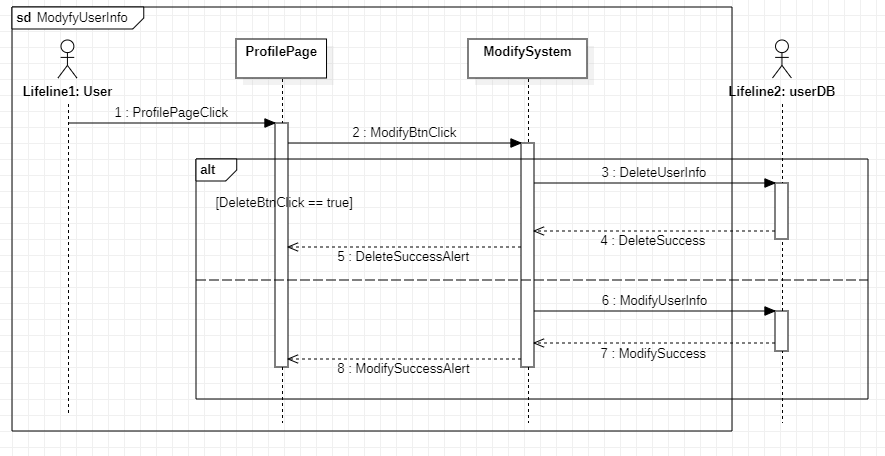 sd ModyfyUserInfo
ProfilePage
ModifySystem
Lifeline1: User
Lifeline2: userDB
1 : ProfilePageClick
2 : ModifyBtnClick
alt
3 : DeleteUserInfo
[DeleteBtnClick == true]
4 : DeleteSuccess
5 : DeleteSuccessAlert
6 : ModifyUserInfo
7 : ModifySuccess
8 : ModifySuccessAlert